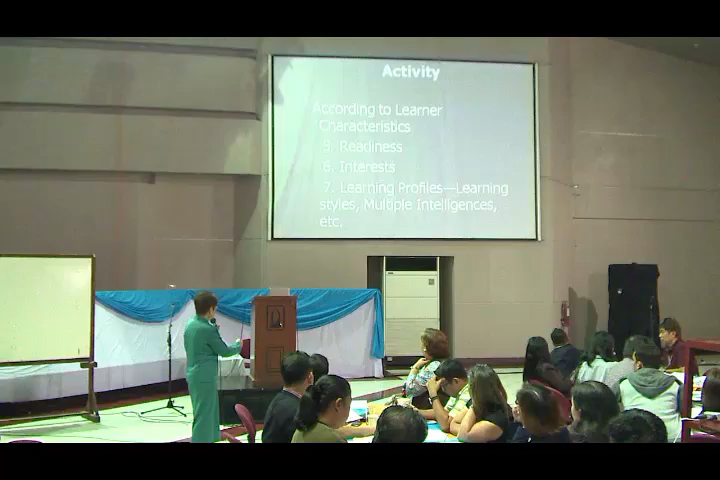 Activity
According to Learner
Characteristics
5. Readiness
6. Interests
7. Learning Profiles—Learning
styles, Multiple Intelligences,
etc.